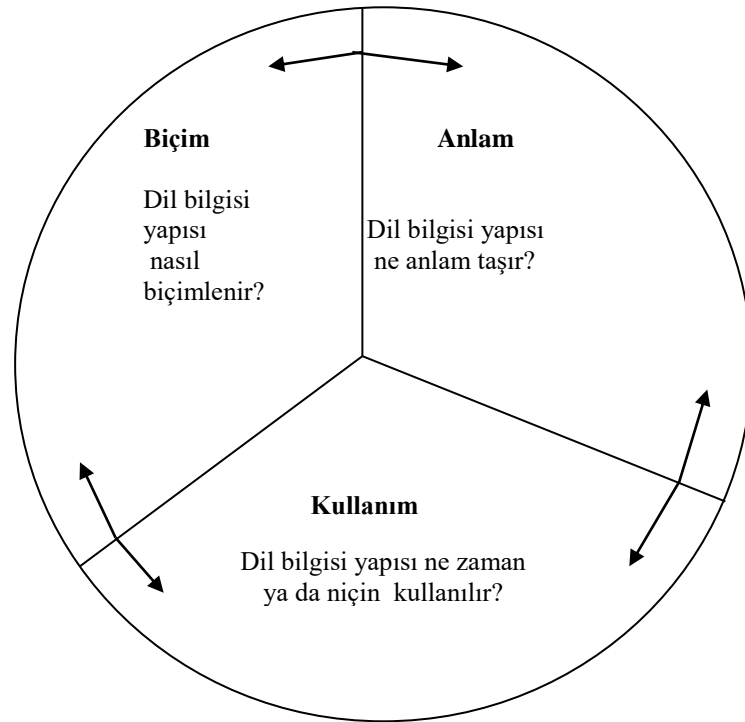 Biçim
Dil bilgisi
yapısı
nasıl
biçimlenir?
Anlam
Dil bilgisi yapısı
ne anlam taşır?
Kullanım
Dil bilgisi yapısı ne zaman
ya da niçin kullanılır?